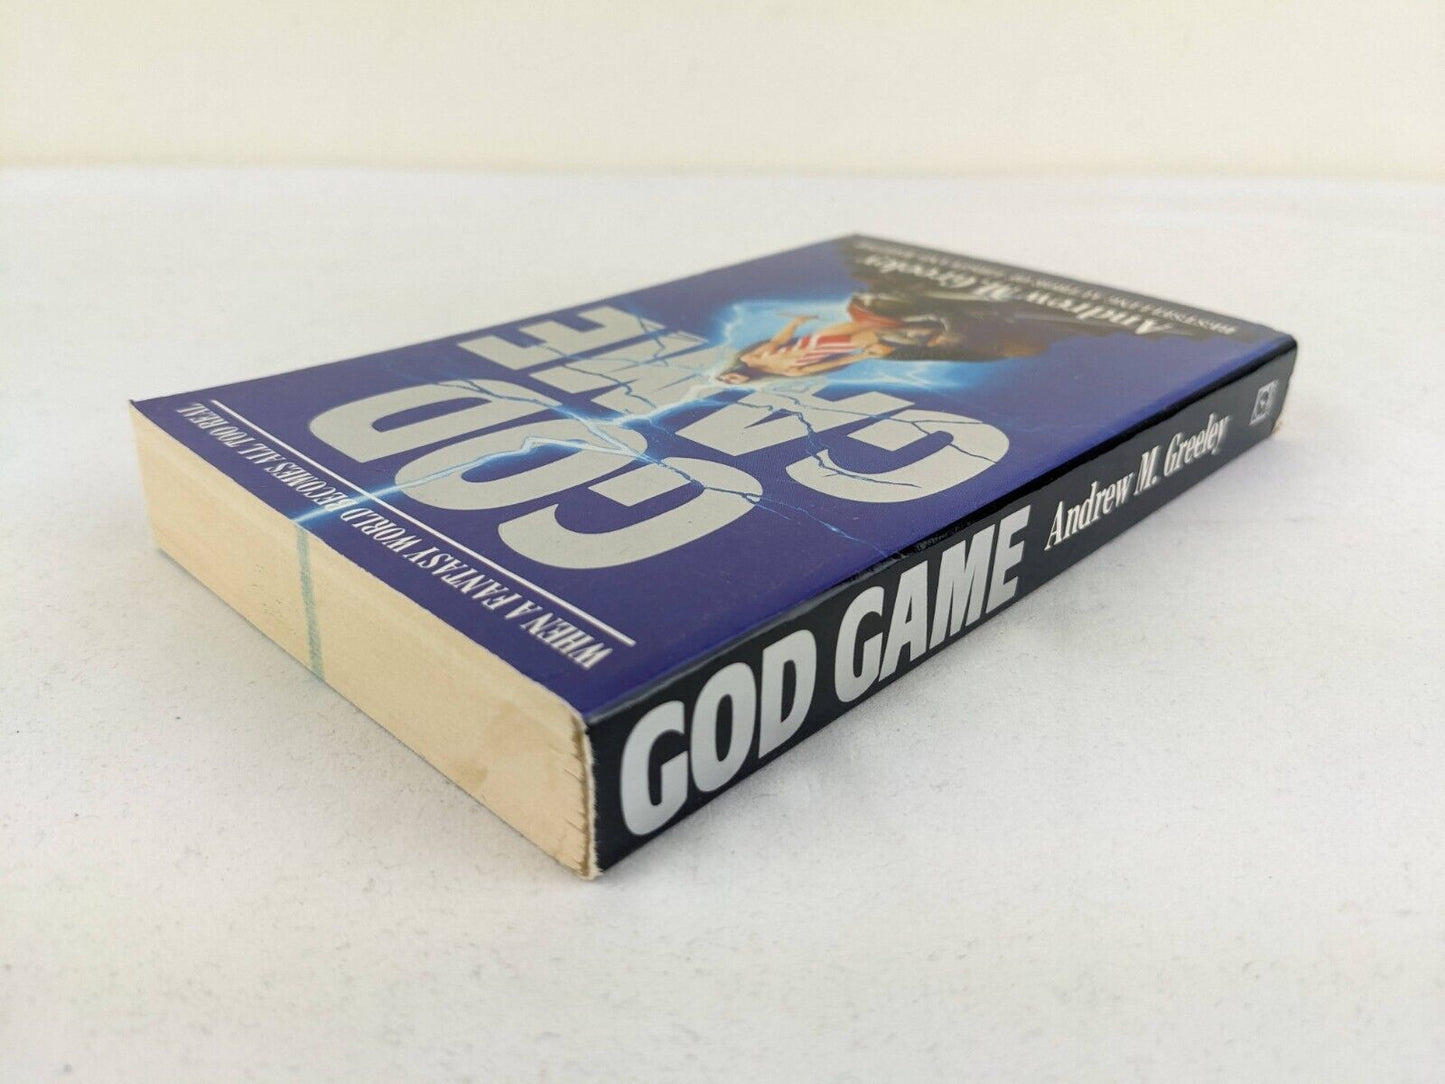 Andrew M. Greeley
GOD
GAME
WHEN A FANTASY WORLD BECOMES ALL TOO REAL
GOD GAME Andrew M. Greeley